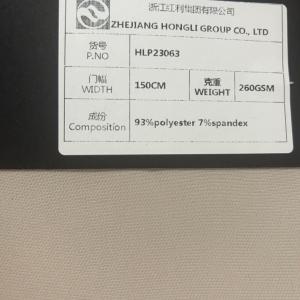 浙江红利集团有限公司
ZHEJIANG HONGLI GROUP CO., LTD
货号
P.NO
HLP23063
门幅
WIDTH
150CM
克重
WEIGHT
260GSM
成份
Composition
93%polyester 7%spandex